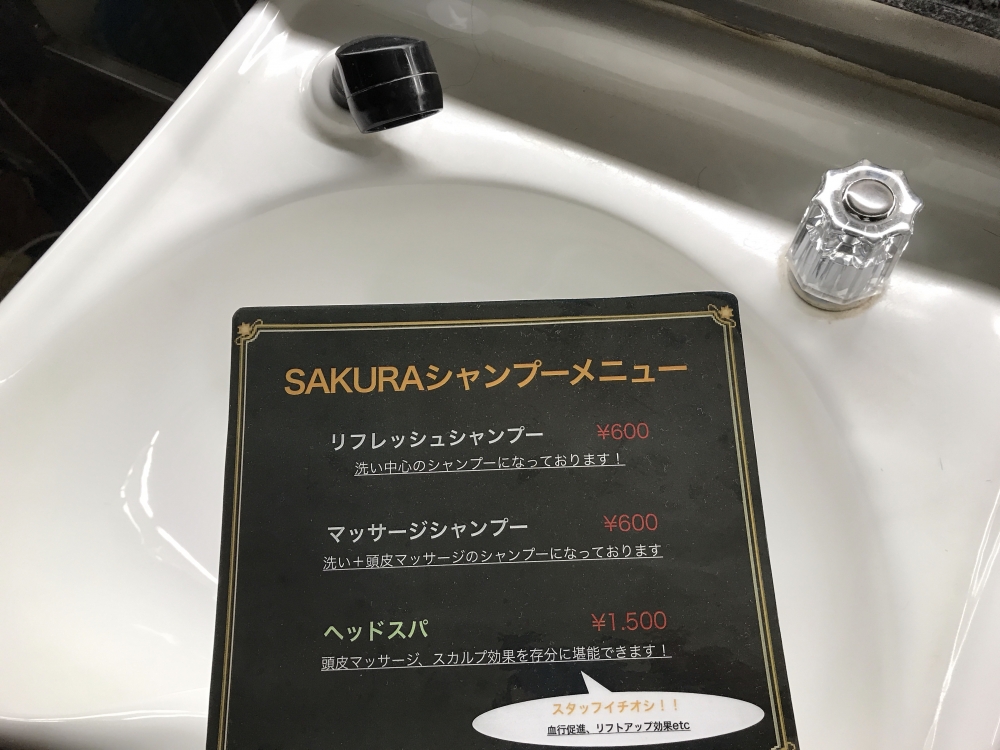 SAKURAシャンプーメニュー
リフレッシュシャンプー ¥600
洗い中心のシャンプーになっております！
マッサージシャンプー ¥600
洗い＋頭皮マッサージのシャンプーになっております
ヘッドスパ ¥1.500
頭皮マッサージ、スカルプ効果を存分に堪能できます！
スタッフイチオシ！！
血行促進、リフトアップ効果etc